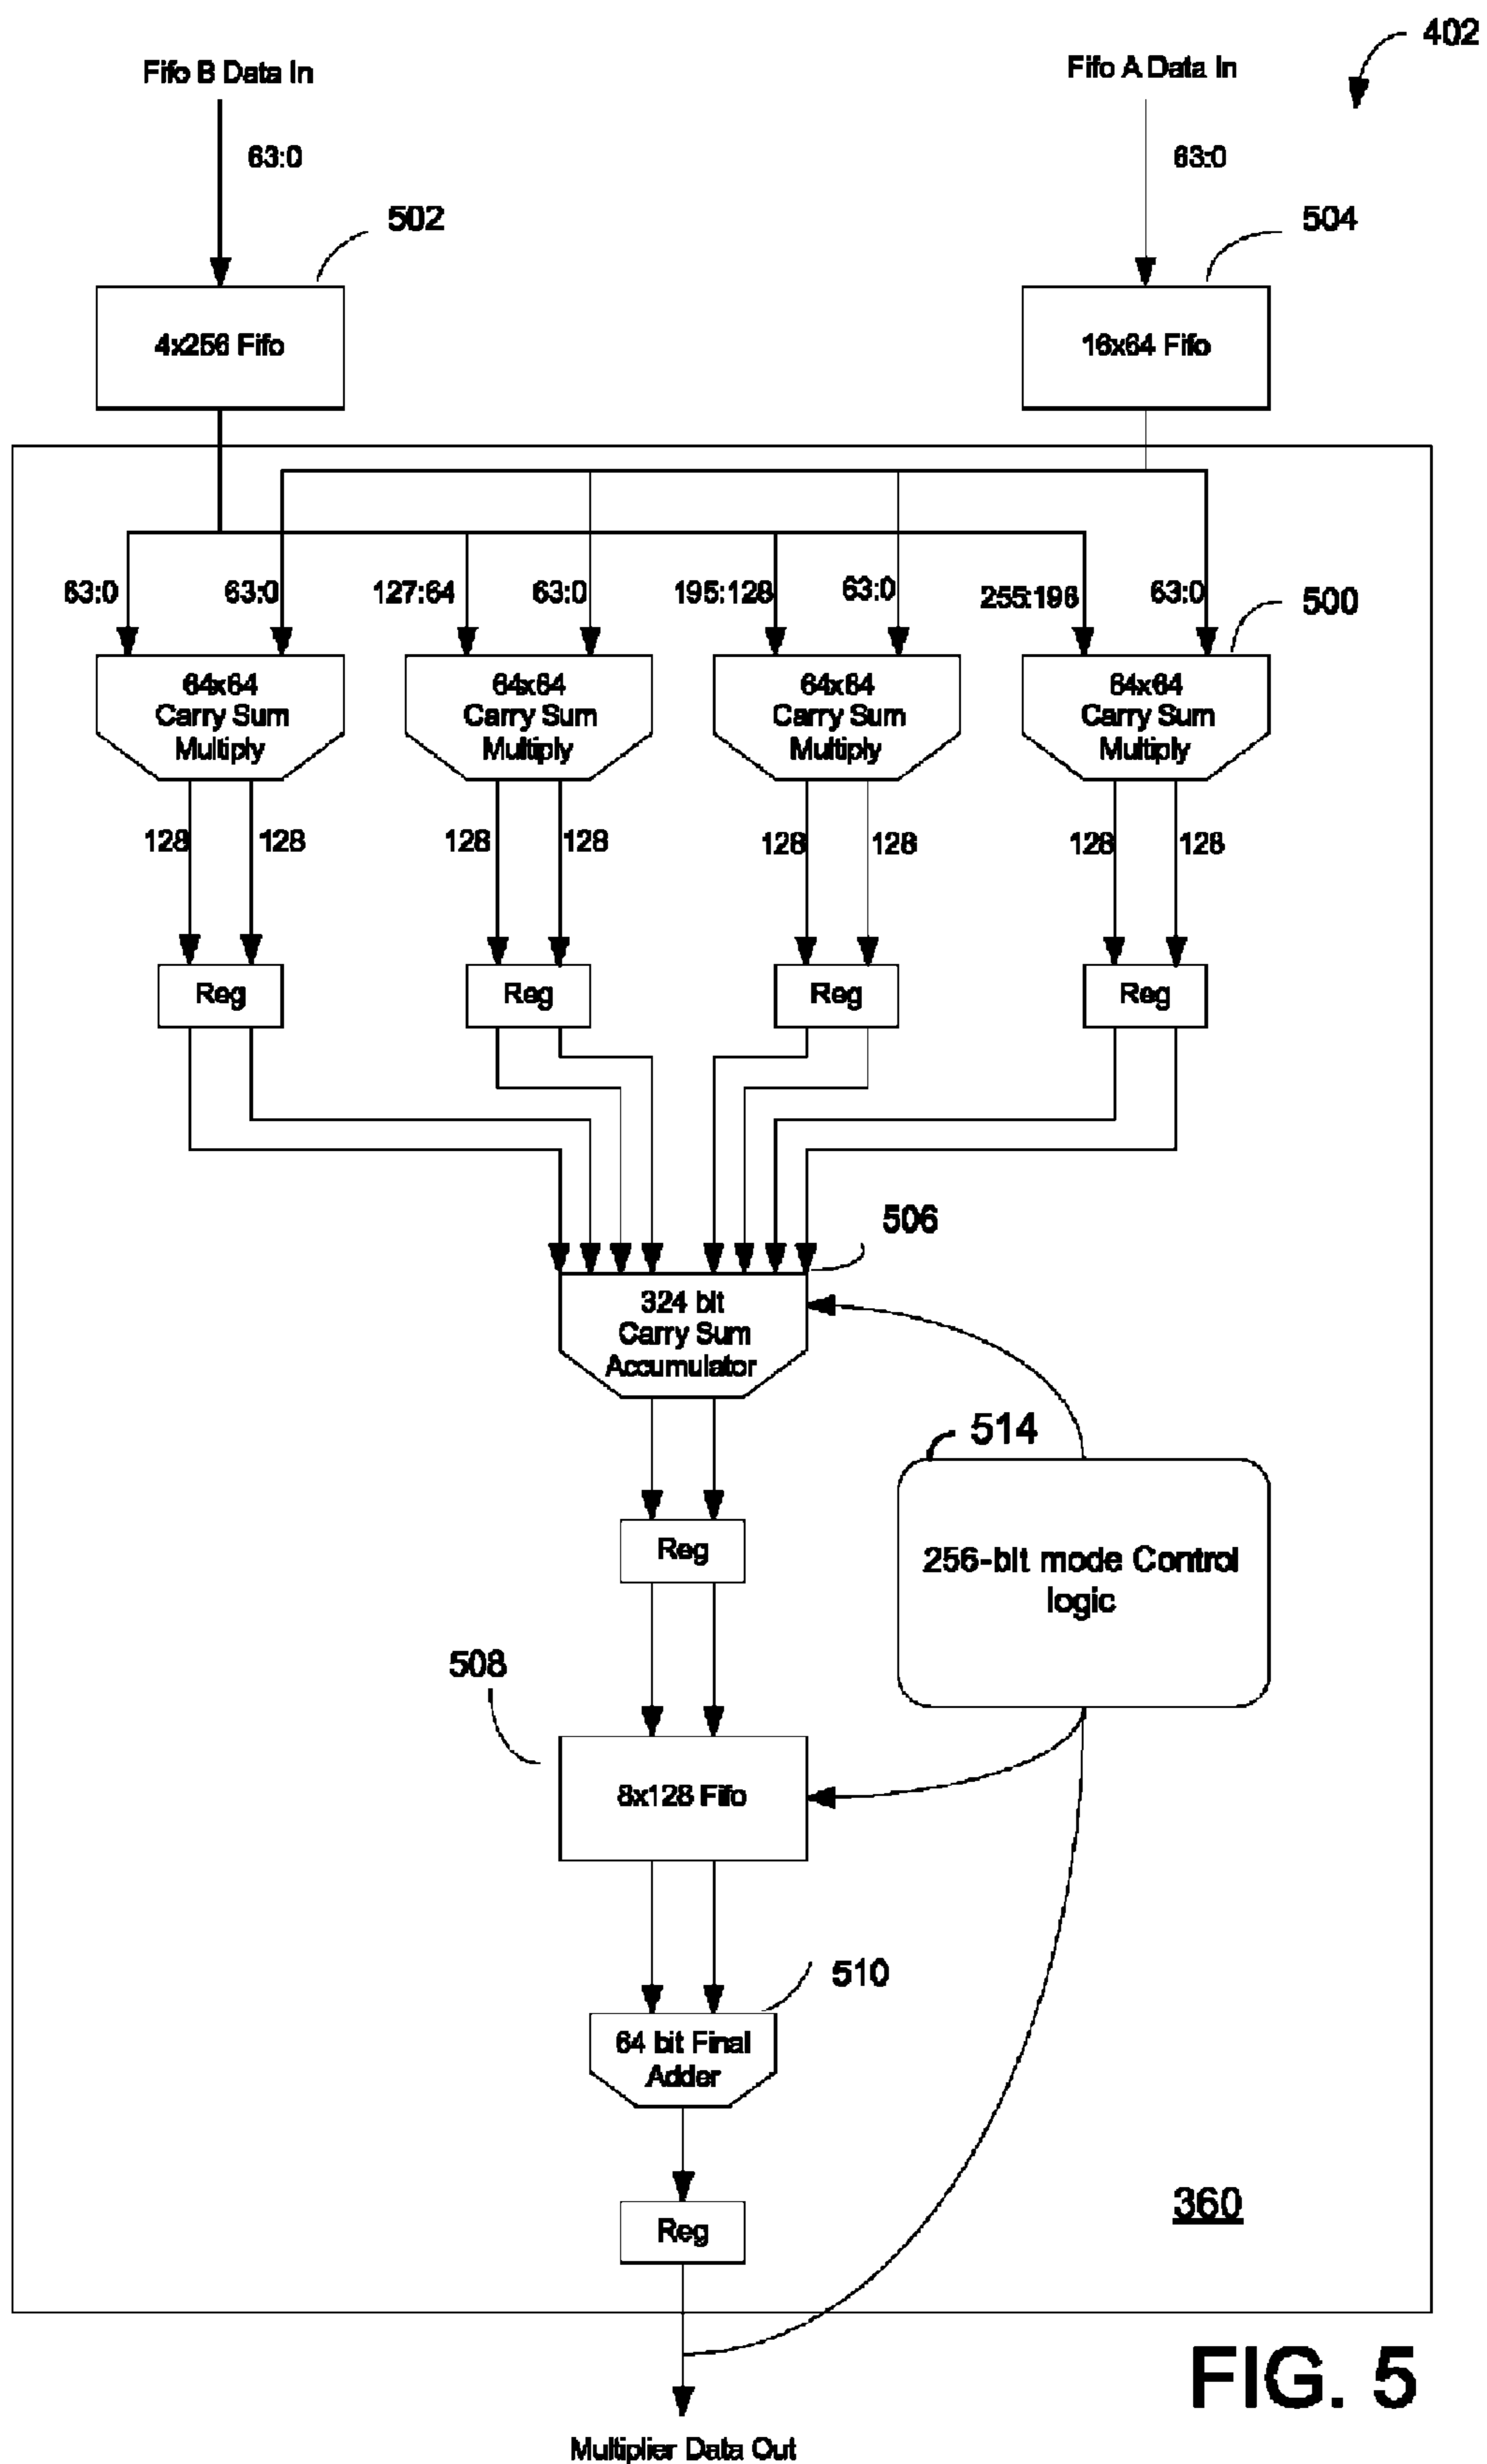 402
Fifo B Data In
Fifo A Data In
63:0
63:0
502
504
4x256 Fifo
16x64 Fifo
63:0
63:0
127:64
63:0
195:128
63:0
255:196
63:0
500
64x64
Carry Sum
Multiply
64x64
Carry Sum
Multiply
64x64
Carry Sum
Multiply
64x64
Carry Sum
Multiply
128
128
128
128
128
128
128
128
Reg
Reg
Reg
Reg
506
324 bit
Carry Sum
Accumulator
514
Reg
256-bit mode Control
logic
508
8x128 Fifo
510
64 bit Final
Adder
360
Reg
FIG. 5
Multiplier Data Out